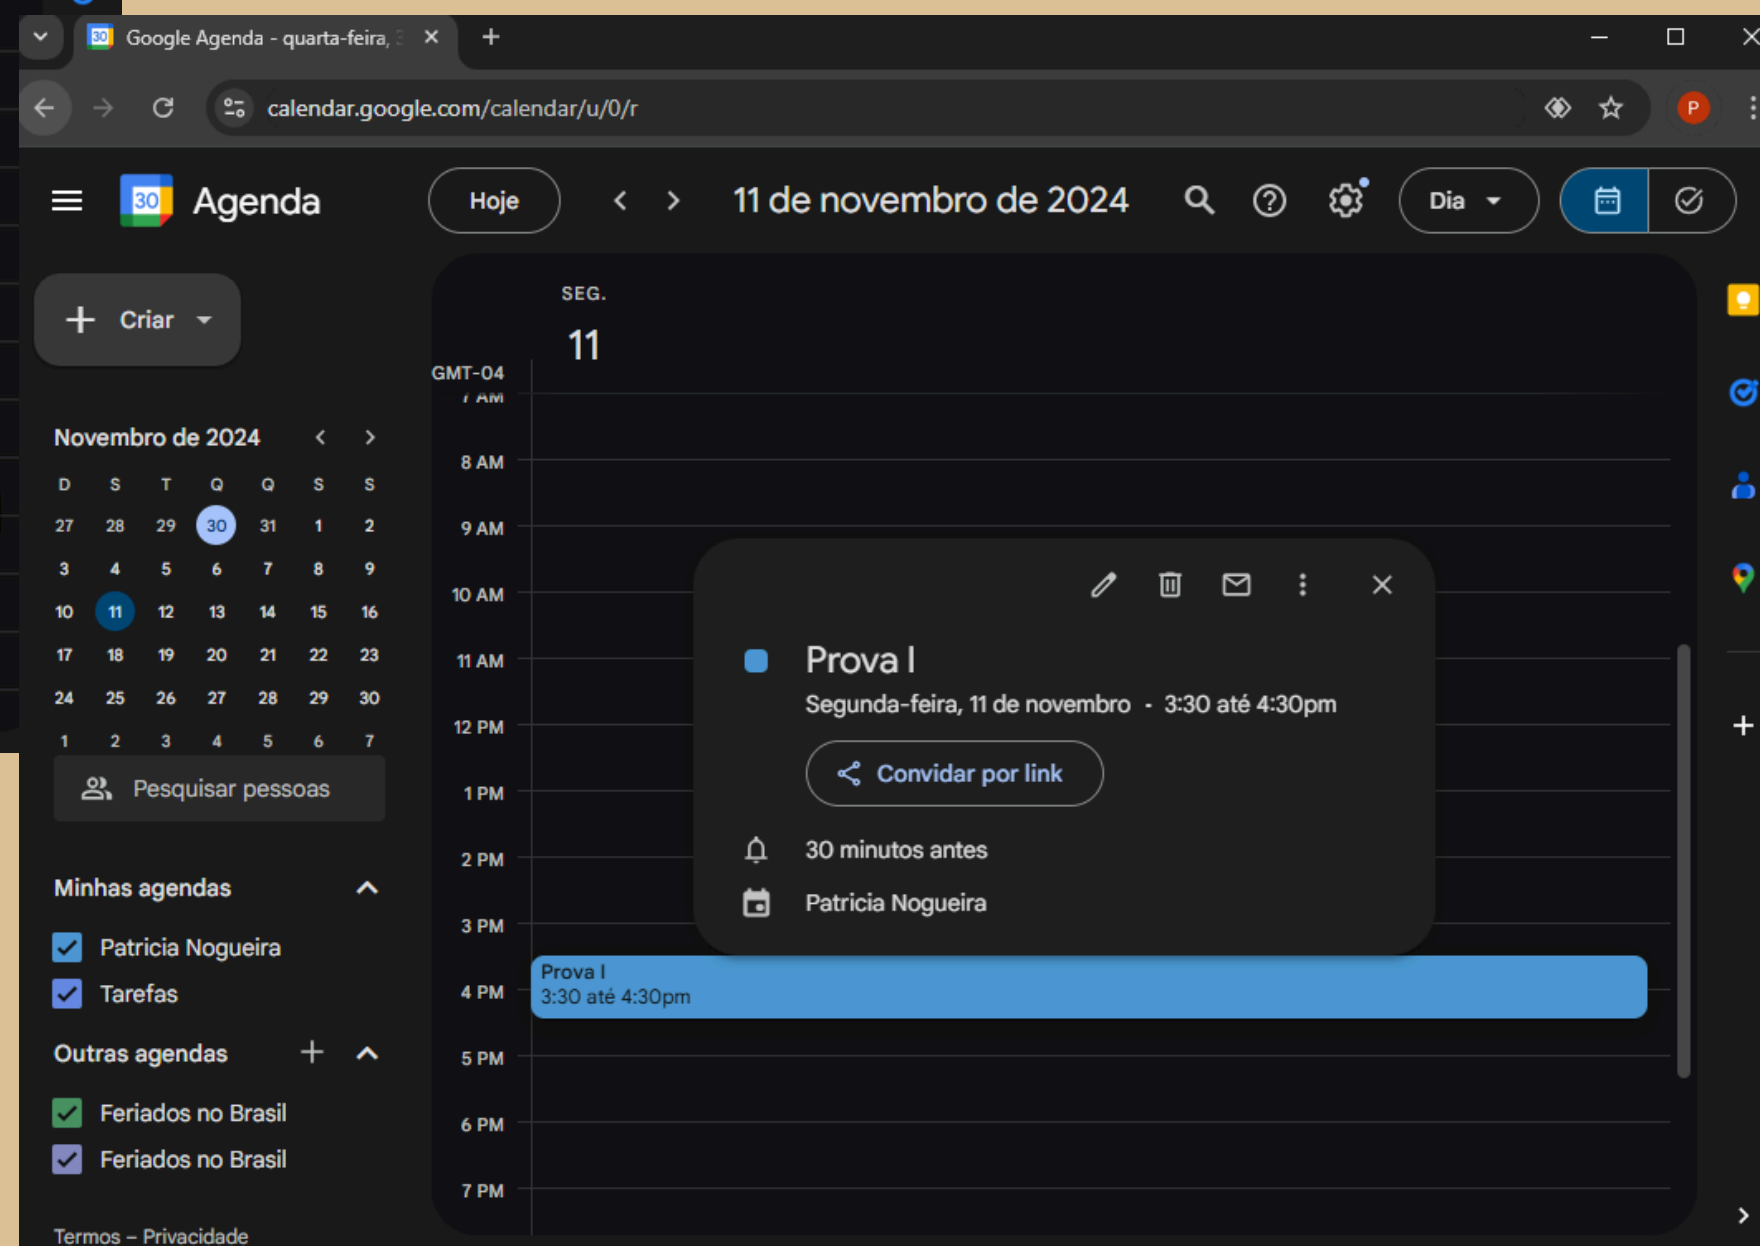 Google Agenda - quarta-feira, 3
calendar.google.com/calendar/u/0/r
P
30
Agenda
Hoje
11 de novembro de 2024
Dia
Criar
SEG.
11
GMT-04
7 AM
8 AM
9 AM
10 AM
11 AM
12 PM
1 PM
2 PM
3 PM
4 PM
5 PM
6 PM
7 PM
Novembro de 2024
D S T Q Q S S
27 28 29 30 31 1 2
3 4 5 6 7 8 9
10 11 12 13 14 15 16
17 18 19 20 21 22 23
24 25 26 27 28 29 30
1 2 3 4 5 6 7
Pesquisar pessoas
Minhas agendas
Patricia Nogueira
Tarefas
Outras agendas
Feriados no Brasil
Feriados no Brasil
Termos – Privacidade
Prova I
Segunda-feira, 11 de novembro · 3:30 até 4:30pm
Convidar por link
30 minutos antes
Patricia Nogueira
Prova I
3:30 até 4:30pm